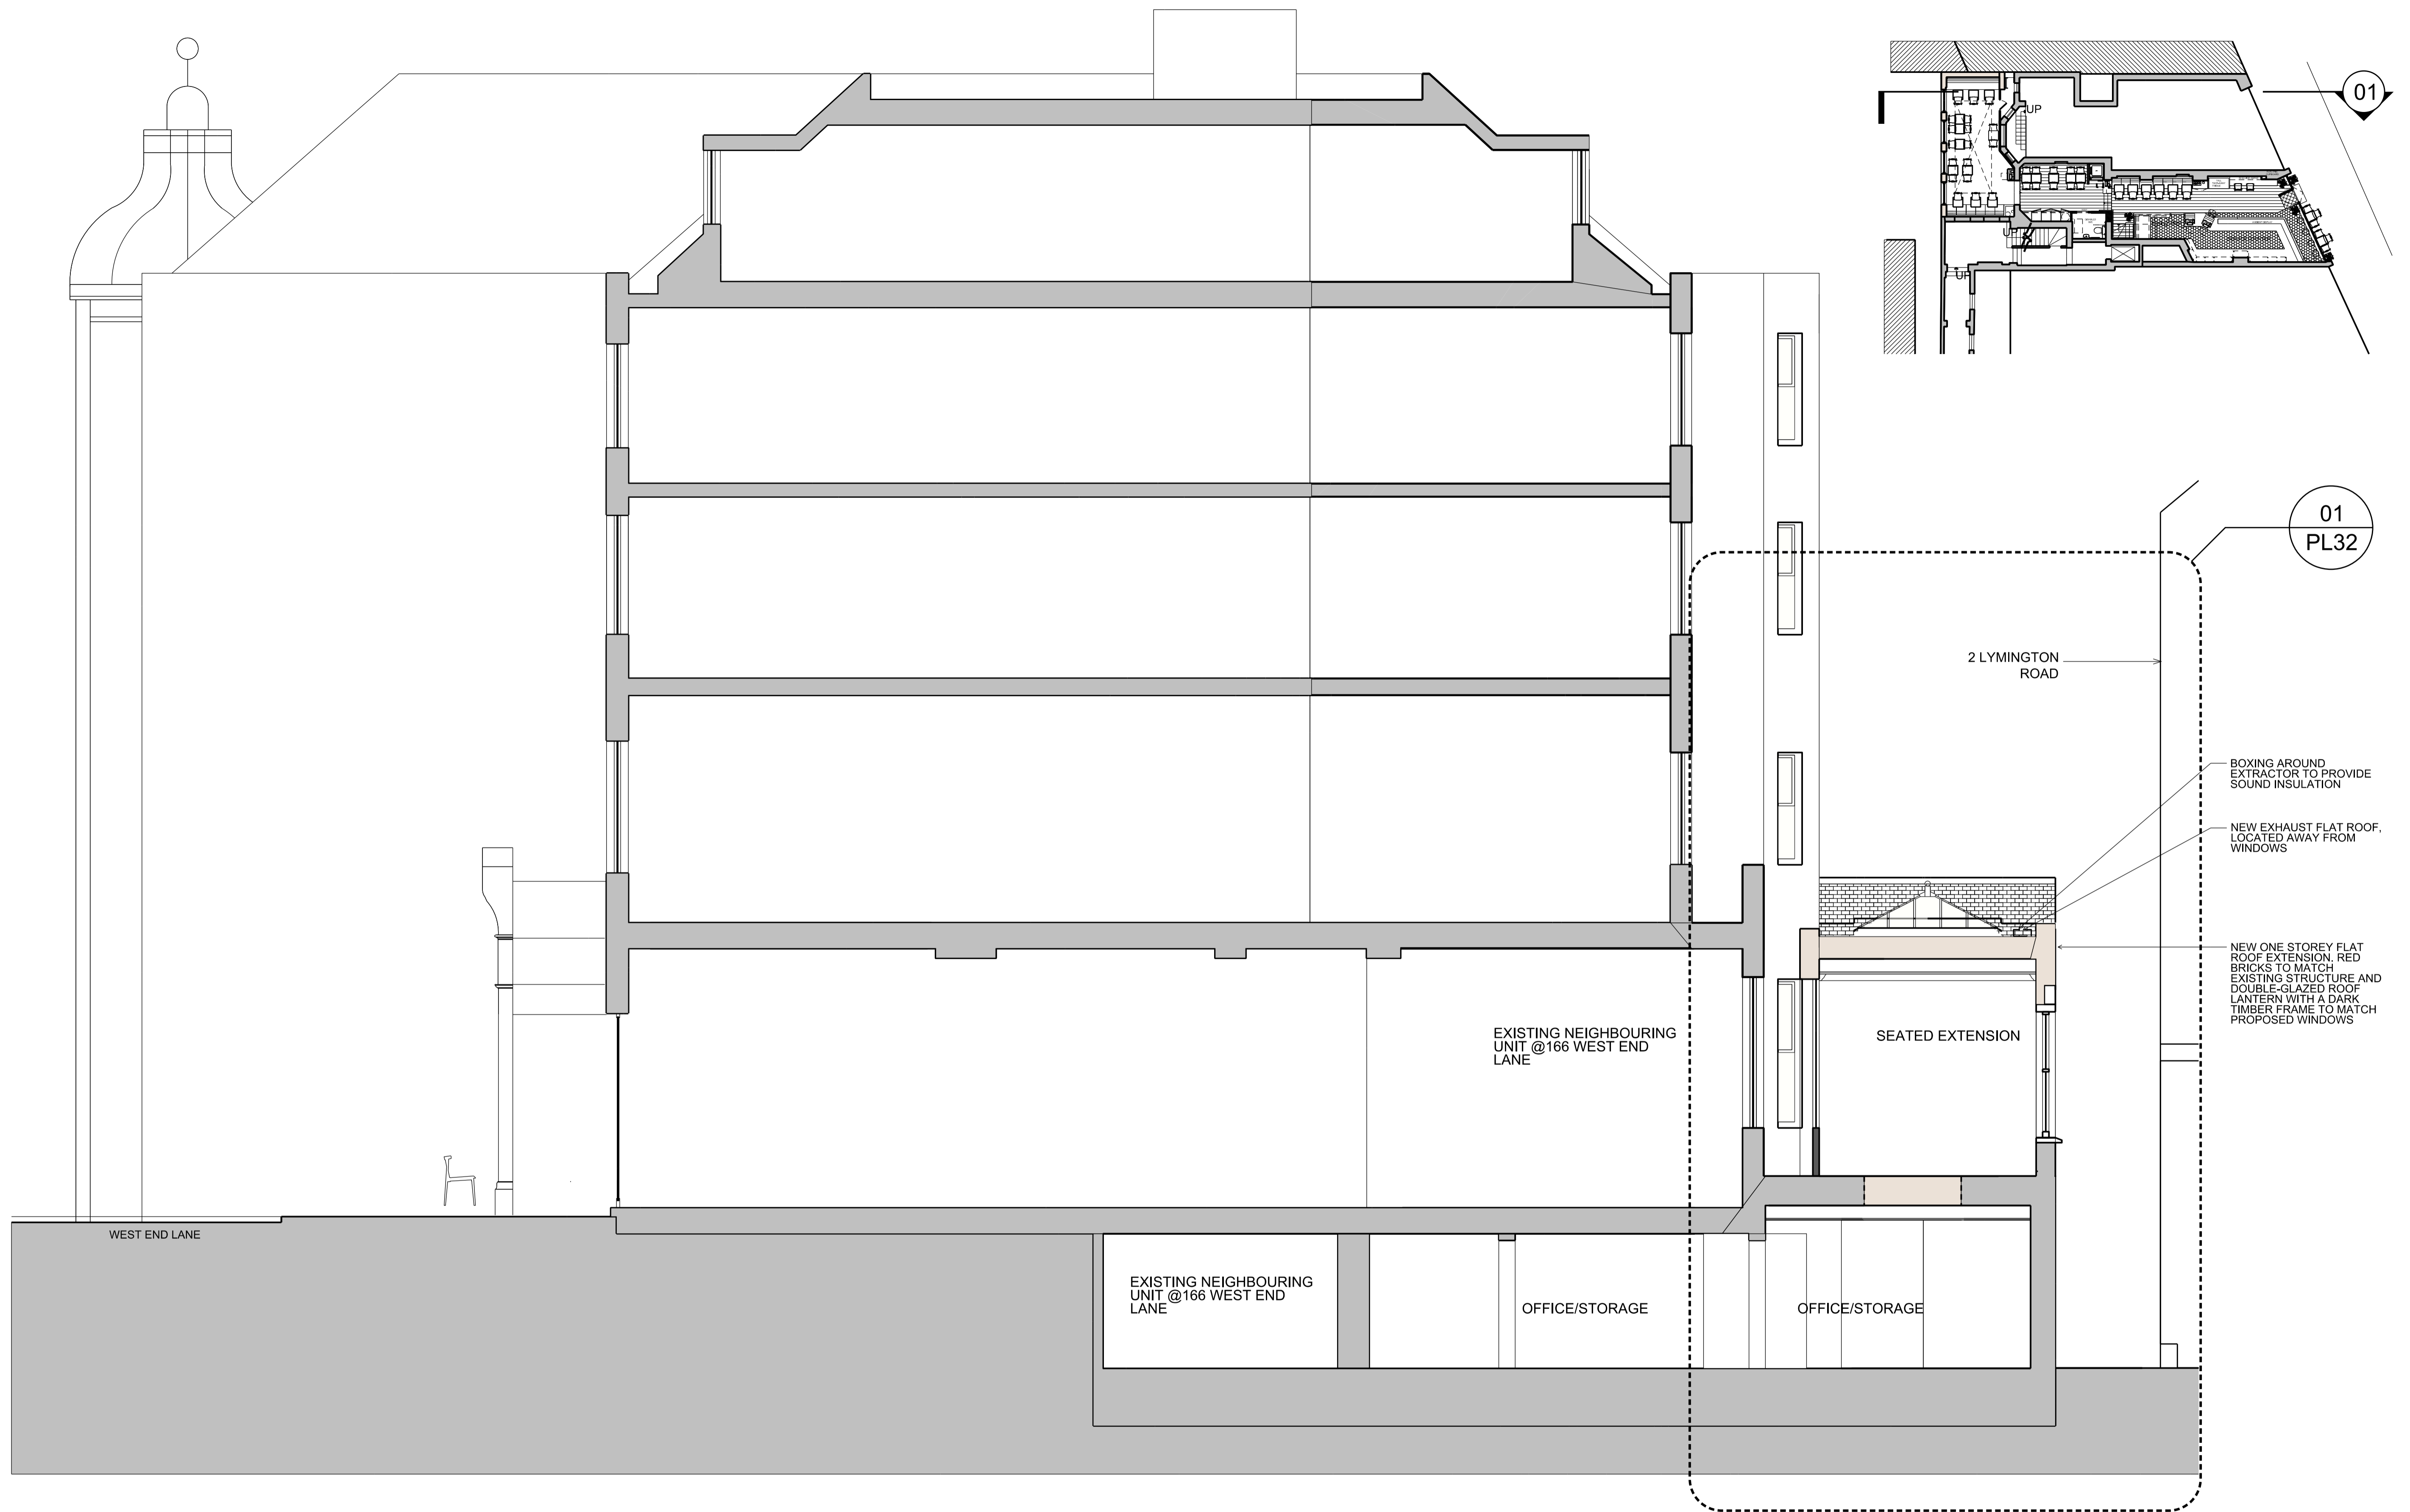 UP
01
UP
UP
01
PL32
2 LYMINGTON
ROAD
BOXING AROUND
EXTRACTOR TO PROVIDE
SOUND INSULATION
NEW EXHAUST FLAT ROOF,
LOCATED AWAY FROM
WINDOWS
NEW ONE STOREY FLAT
ROOF EXTENSION. RED
BRICKS TO MATCH
EXISTING STRUCTURE AND
DOUBLE-GLAZED ROOF
LANTERN WITH A DARK
TIMBER FRAME TO MATCH
PROPOSED WINDOWS
EXISTING NEIGHBOURING
UNIT @166 WEST END
LANE
SEATED EXTENSION
WEST END LANE
EXISTING NEIGHBOURING
UNIT @166 WEST END
LANE
OFFICE/STORAGE
OFFICE/STORAGE